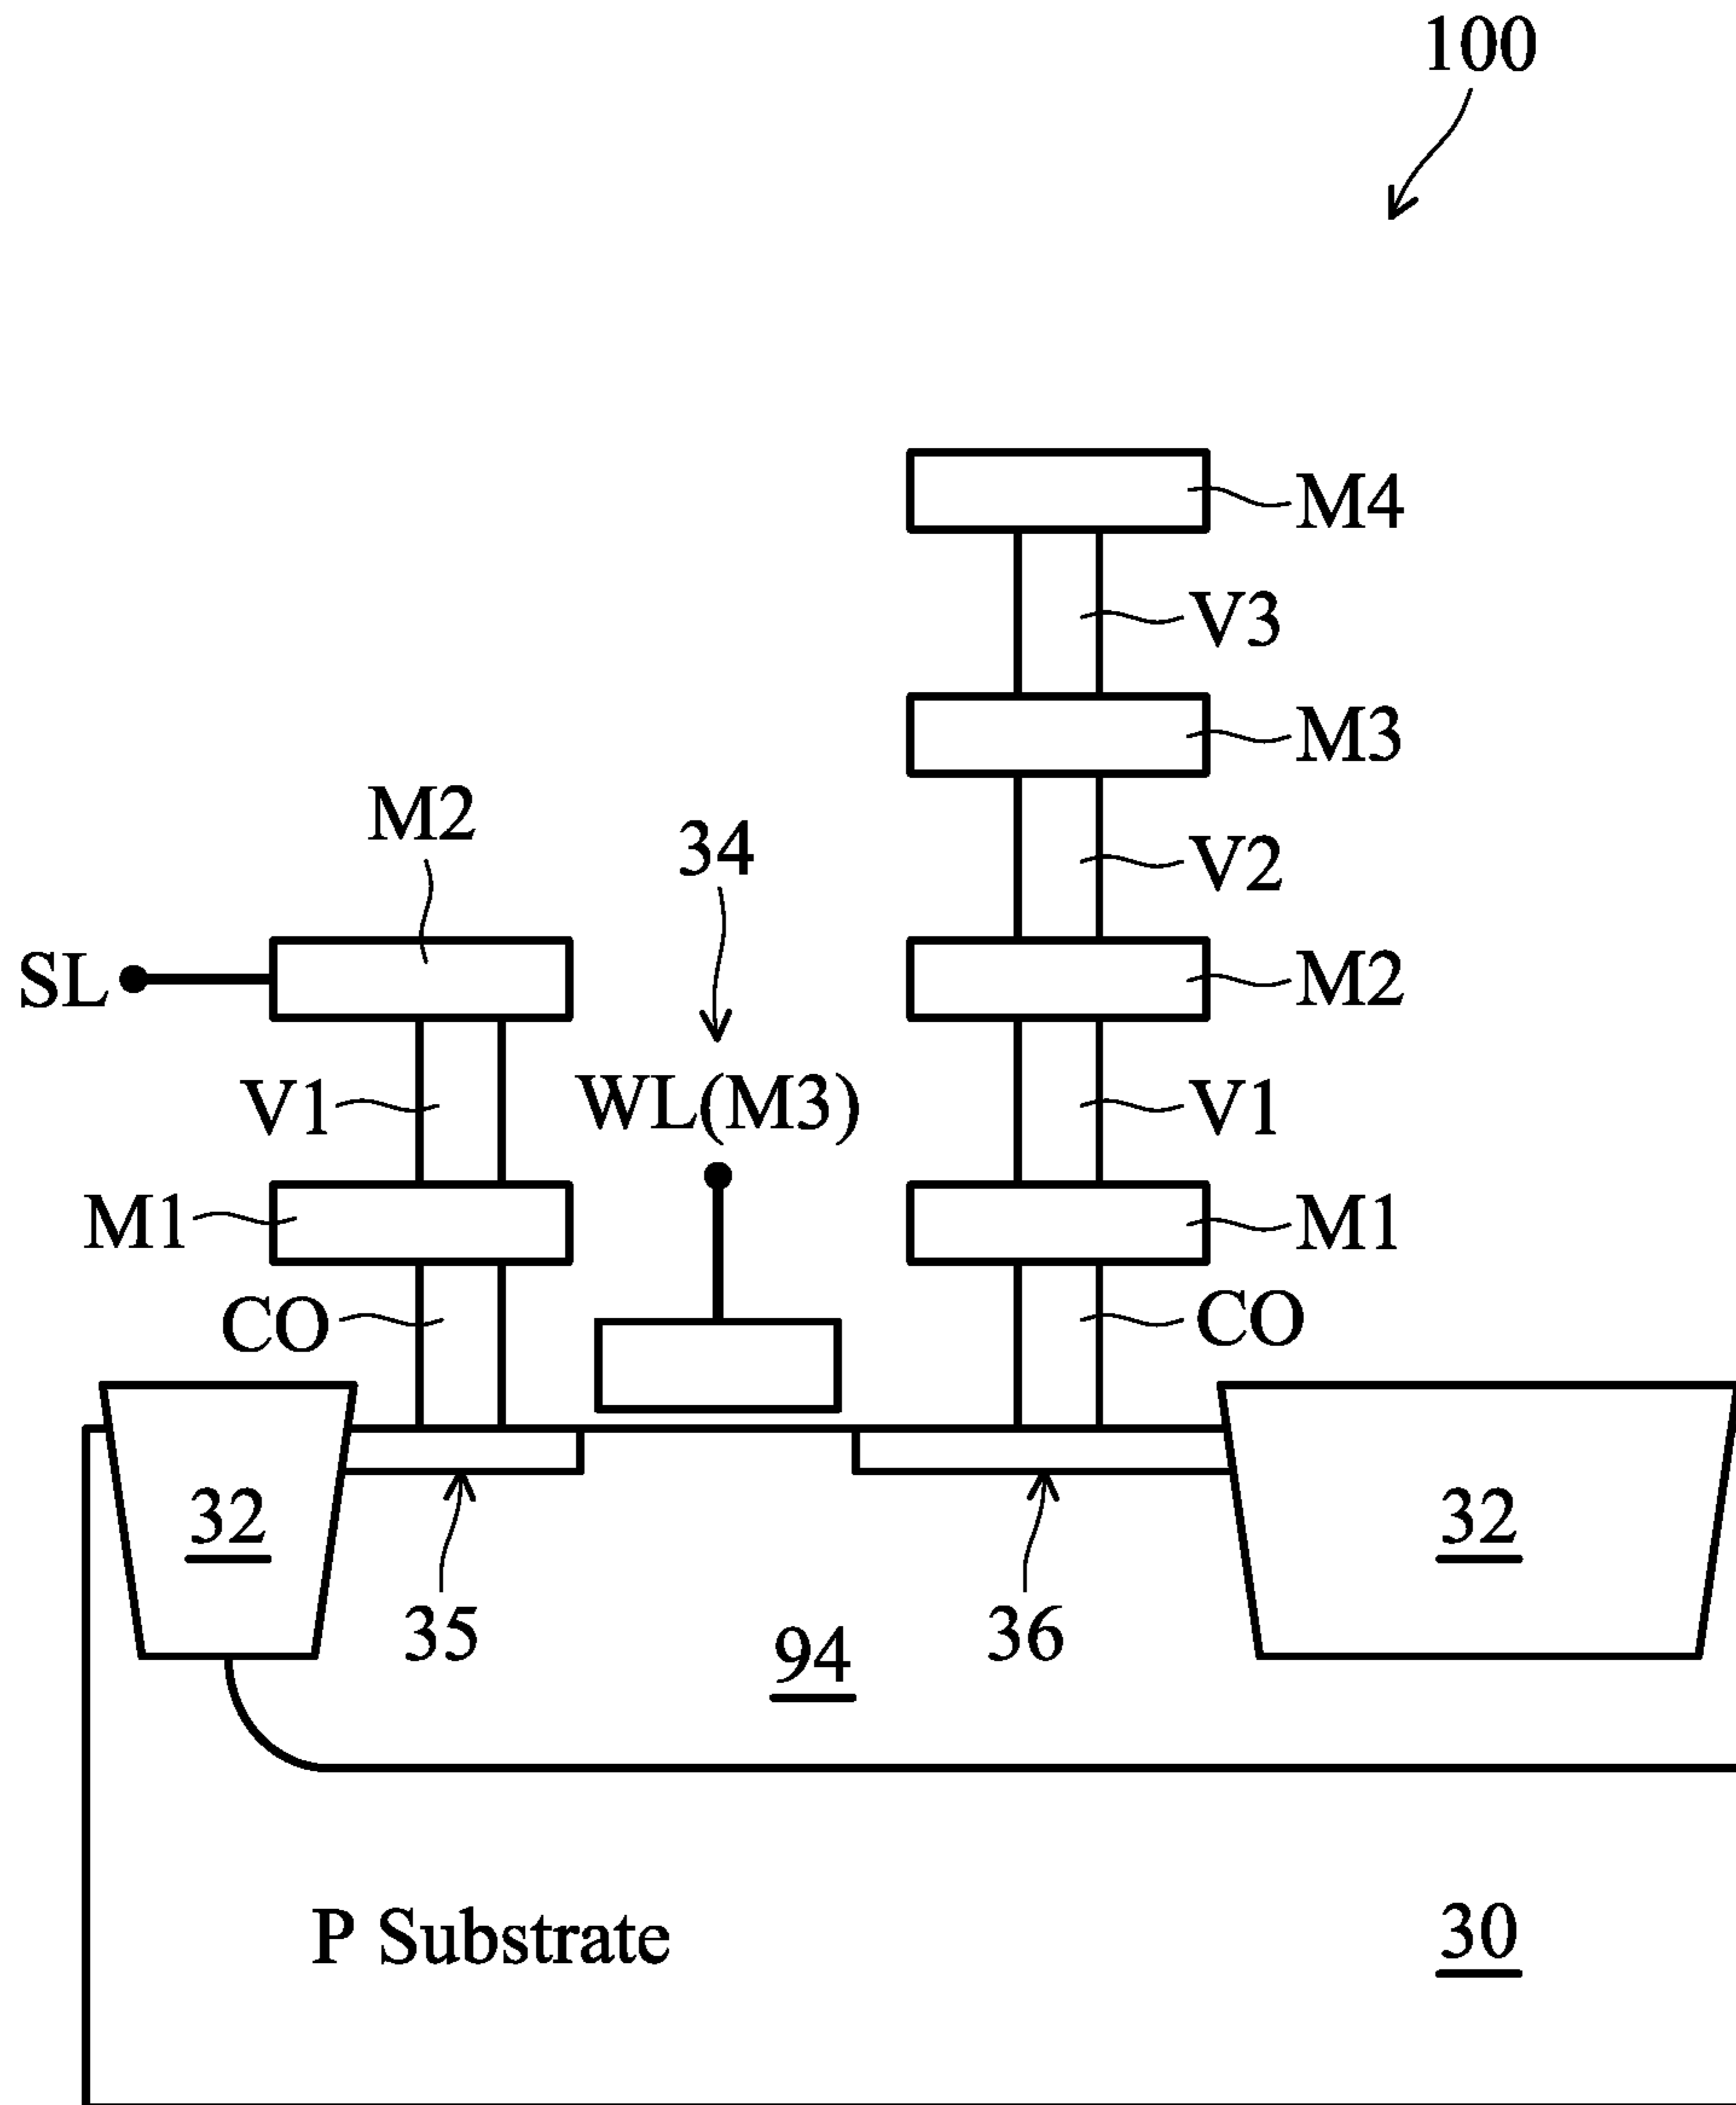 100
M4
V3
M3
M2
34
V2
SL
M2
V1
WL(M3)
V1
M1
M1
CO
CO
32
32
35
36
94
P Substrate
30